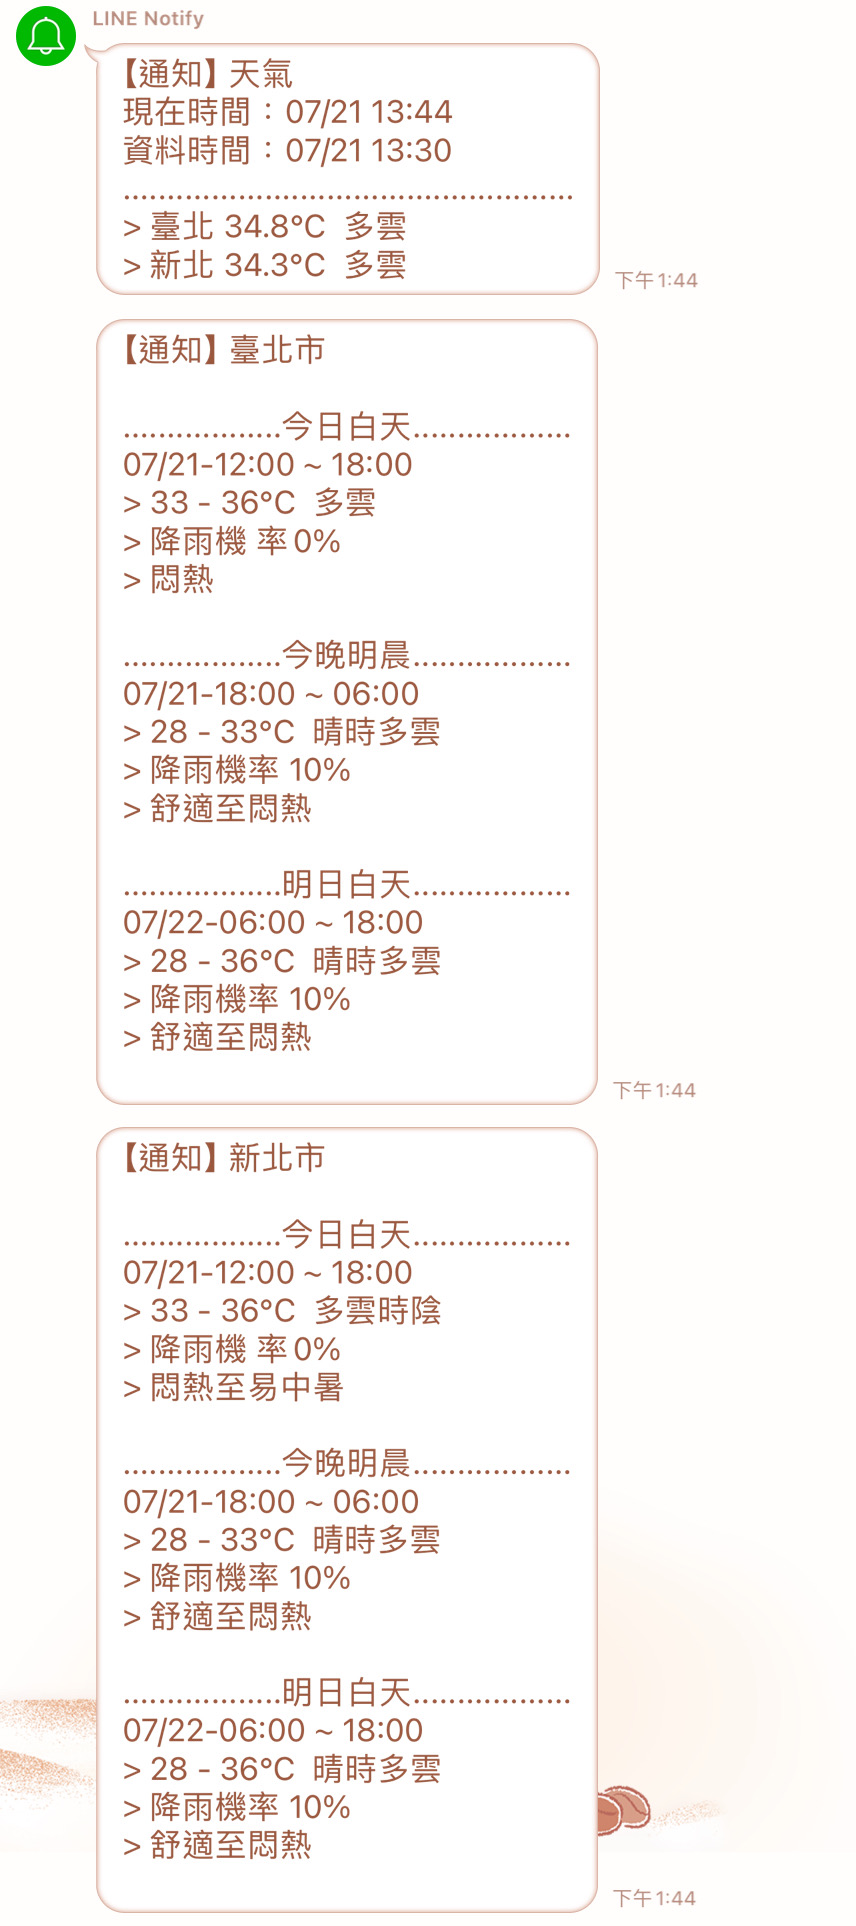 LINE Notify
【通知】天氣
現在時間：07/21 13:44
資料時間：07/21 13:30
..................................................
> 臺北 34.8°C  多雲
> 新北 34.3°C  多雲
下午1:44
【通知】臺北市
..................今日白天..................
07/21-12:00 ~ 18:00
> 33 - 36°C  多雲
> 降雨機 率0%
> 悶熱
..................今晚明晨..................
07/21-18:00 ~ 06:00
> 28 - 33°C  晴時多雲
> 降雨機率 10%
> 舒適至悶熱
..................明日白天..................
07/22-06:00 ~ 18:00
> 28 - 36°C  晴時多雲
> 降雨機率 10%
> 舒適至悶熱
下午1:44
【通知】新北市
..................今日白天..................
07/21-12:00 ~ 18:00
> 33 - 36°C  多雲時陰
> 降雨機 率0%
> 悶熱至易中暑
..................今晚明晨..................
07/21-18:00 ~ 06:00
> 28 - 33°C  晴時多雲
> 降雨機率 10%
> 舒適至悶熱
..................明日白天..................
07/22-06:00 ~ 18:00
> 28 - 36°C  晴時多雲
> 降雨機率 10%
> 舒適至悶熱
下午1:44